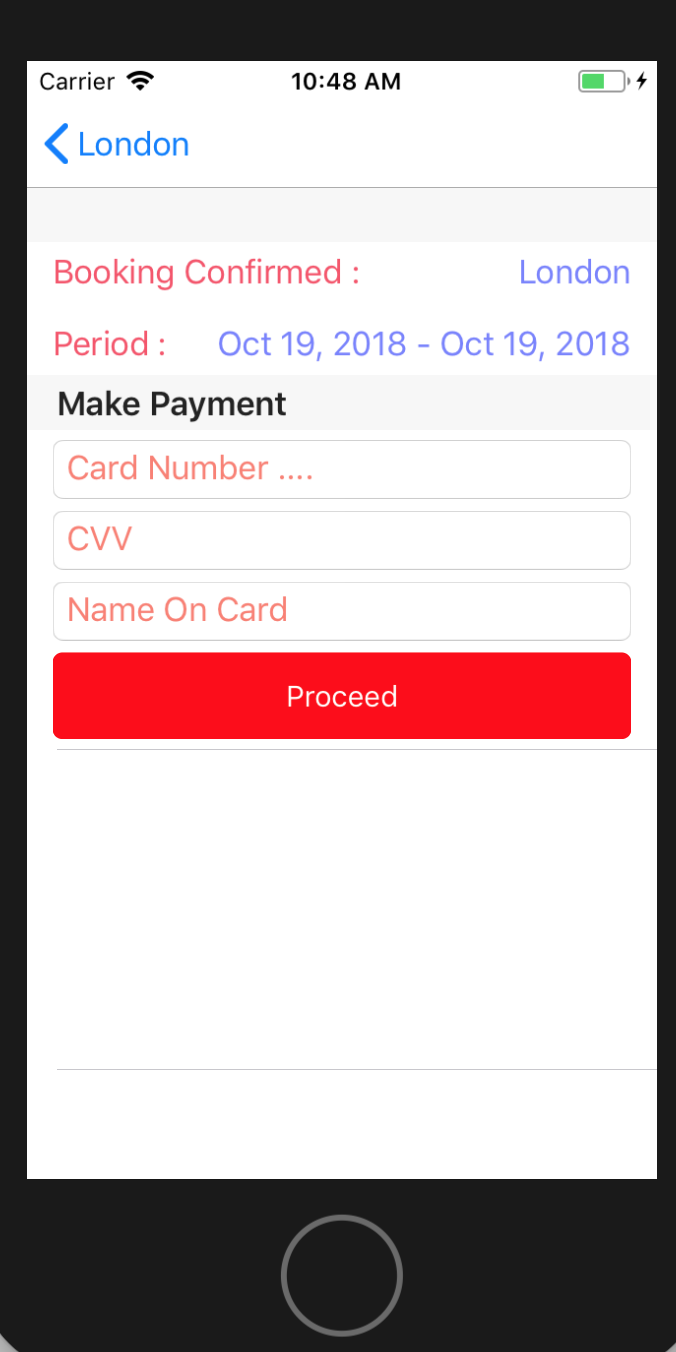 Carrier 10:48 AM
London
Booking Confirmed : London
Period : Oct 19, 2018 - Oct 19, 2018
Make Payment
Card Number ....
CVV
Name On Card
Proceed